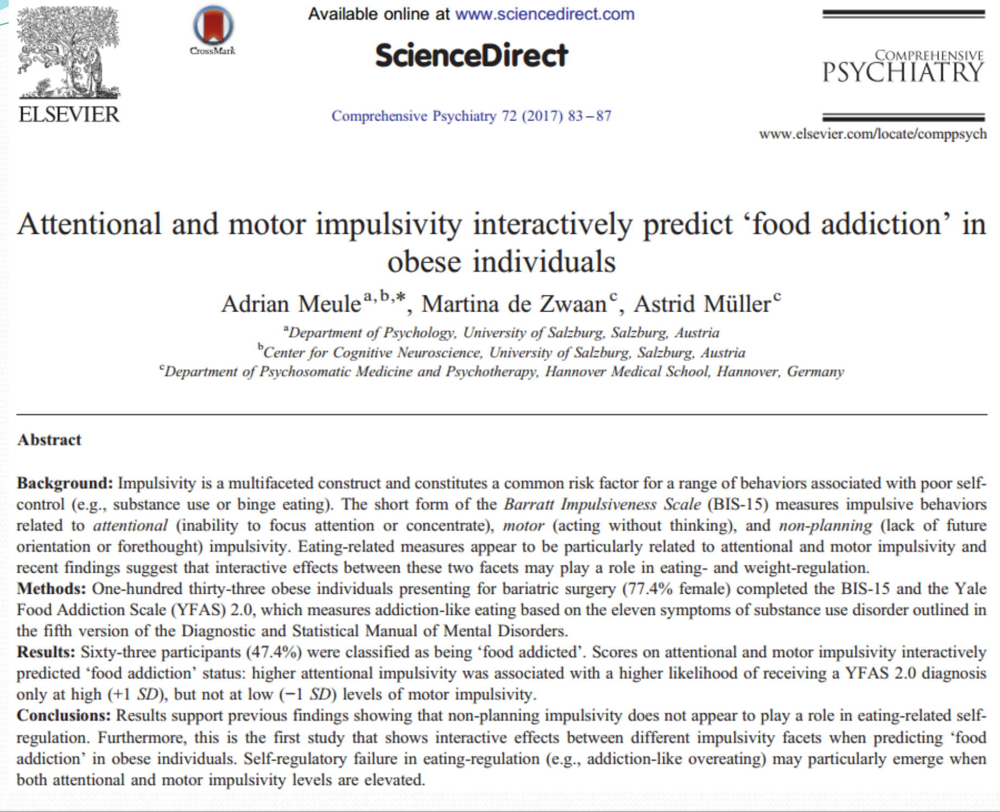 Available online at www.sciencedirect.com
CrossMark
ScienceDirect
COMPREHENSIVE
PSYCHIATRY
ELSEVIER
Comprehensive Psychiatry 72 (2017) 83–87
www.elsevier.com/locate/comppsych
Attentional and motor impulsivity interactively predict ‘food addiction’ in
obese individuals
Adrian Meule a,b,*, Martina de Zwaan c, Astrid Müller c
a Department of Psychology, University of Salzburg, Salzburg, Austria
b Center for Cognitive Neuroscience, University of Salzburg, Salzburg, Austria
c Department of Psychosomatic Medicine and Psychotherapy, Hannover Medical School, Hannover, Germany
Abstract
Background: Impulsivity is a multifaceted construct and constitutes a common risk factor for a range of behaviors associated with poor self-
control (e.g., substance use or binge eating). The short form of the Barratt Impulsiveness Scale (BIS-15) measures impulsive behaviors
related to attentional (inability to focus attention or concentrate), motor (acting without thinking), and non-planning (lack of future
orientation or forethought) impulsivity. Eating-related measures appear to be particularly related to attentional and motor impulsivity and
recent findings suggest that interactive effects between these two facets may play a role in eating- and weight-regulation.
Methods: One-hundred thirty-three obese individuals presenting for bariatric surgery (77.4% female) completed the BIS-15 and the Yale
Food Addiction Scale (YFAS) 2.0, which measures addiction-like eating based on the eleven symptoms of substance use disorder outlined in
the fifth version of the Diagnostic and Statistical Manual of Mental Disorders.
Results: Sixty-three participants (47.4%) were classified as being ‘food addicted’. Scores on attentional and motor impulsivity interactively
predicted ‘food addiction’ status: higher attentional impulsivity was associated with a higher likelihood of receiving a YFAS 2.0 diagnosis
only at high (+1 SD), but not at low (−1 SD) levels of motor impulsivity.
Conclusions: Results support previous findings showing that non-planning impulsivity does not appear to play a role in eating-related self-
regulation. Furthermore, this is the first study that shows interactive effects between different impulsivity facets when predicting ‘food
addiction’ in obese individuals. Self-regulatory failure in eating-regulation (e.g., addiction-like overeating) may particularly emerge when
both attentional and motor impulsivity levels are elevated.